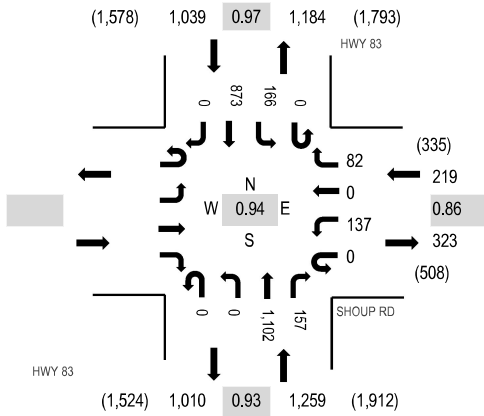 (1,578) 1,039 0.97 1,184 (1,793)
HWY 83
0 873 166 0
(335)
82
219
N
0
W 0.94 E 0.86
137
S
323
0
(508)
0 0 1,102 157 SHOUP RD
HWY 83
(1,524) 1,010 0.93 1,259 (1,912)